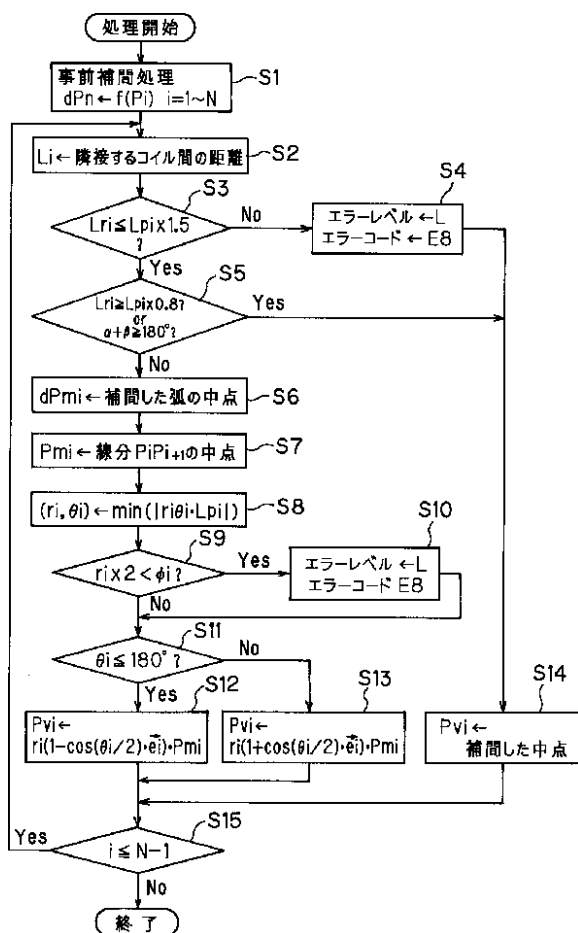 処理開始
事前補間処理
dPn←f(Pi) i=1~N
S1
Li←隣接するコイル間の距離
S2
S3
Lri≦Lpi×1.5
?
No
Yes
S4
エラーレベル←L
エラーコード←E8
S5
Lri≧Lpi×0.8?
or
α+β≧180°?
Yes
No
dPmi←補間した弧の中点
S6
Pmi←線分PiPi+1の中点
S7
(ri,θi)←min(|riθi・Lpi|)
S8
S9
ri×2<φi?
Yes
No
S10
エラーレベル←L
エラーコード E8
S11
θi≦180°?
No
Yes
S12
Pvi←
ri(1-cos(θi/2)・ei)・Pmi
S13
Pvi←
ri(1+cos(θi/2)・ei)・Pmi
S14
Pvi←
補間した中点
S15
i≦N-1
Yes
No
終了